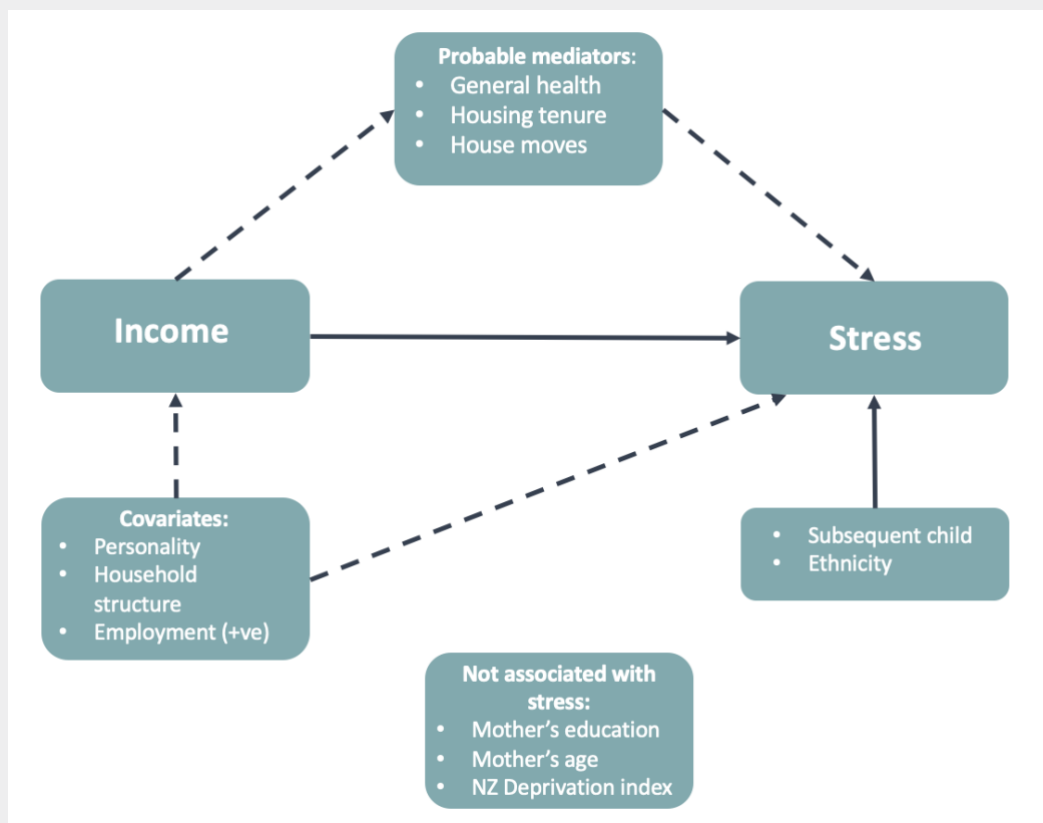 Probable mediators:
• General health
• Housing tenure
• House moves
Income
Stress
Covariates:
• Personality
• Household
structure
• Employment (+ve)
• Subsequent child
• Ethnicity
Not associated with
stress:
• Mother's education
• Mother's age
• NZ Deprivation index